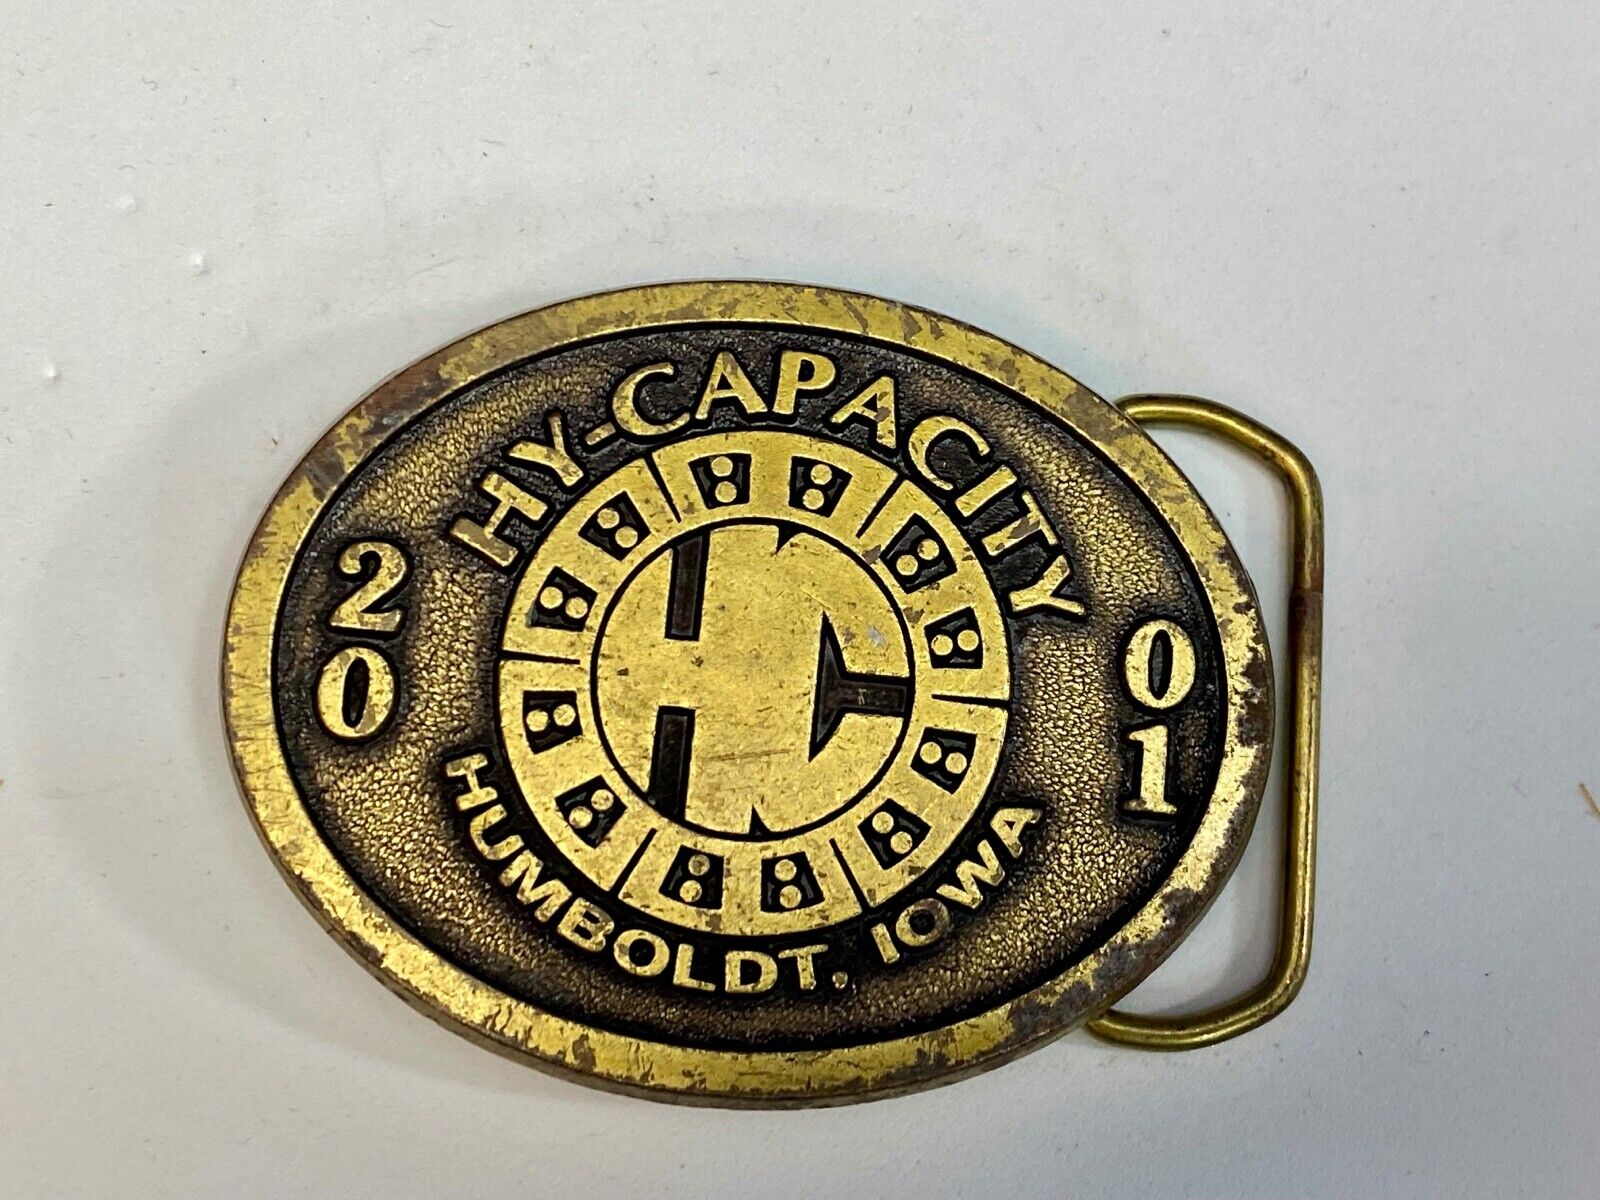 HY-CAPACITY
20
01
HC
HUMBOLDT, IOWA